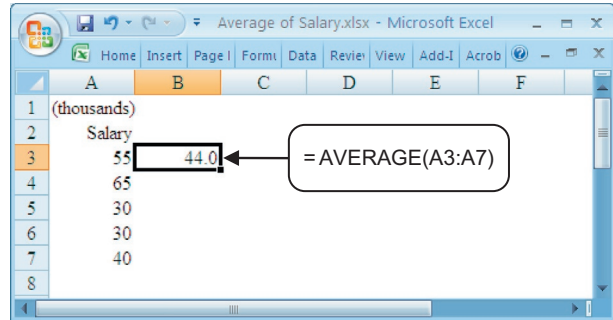 Average of Salary.xlsx - Microsoft Excel
Home Insert Page l Formu Data Review View Add-I Acrob
A B C D E F
1 (thousands)
2 Salary
3 55 44.0 =AVERAGE(A3:A7)
4 65
5 30
6 30
7 40
8